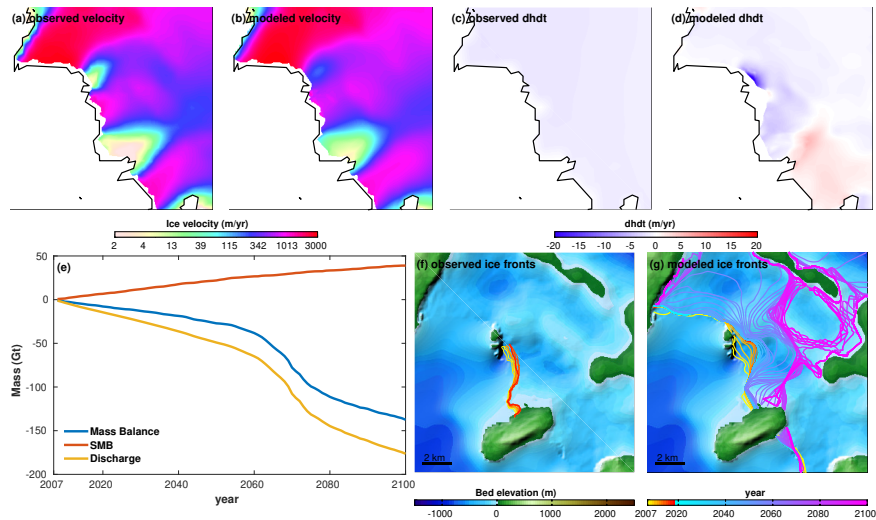 (a) observed velocity
(b) modeled velocity
(c) observed dhdt
(d) modeled dhdt
Ice velocity (m/yr)
2 4 13 39 115 342 1013 3000
dhdt (m/yr)
-20 -15 -10 -5 0 5 10 15 20
(e)
50
0
-50
-100
-150
-200
Mass (Gt)
Mass Balance
SMB
Discharge
2007 2020 2040 2060 2080 2100
year
(f) observed ice fronts
2 km
(g) modeled ice fronts
2 km
Bed elevation (m)
-1000 0 1000 2000
year
2007 2020 2040 2060 2080 2100